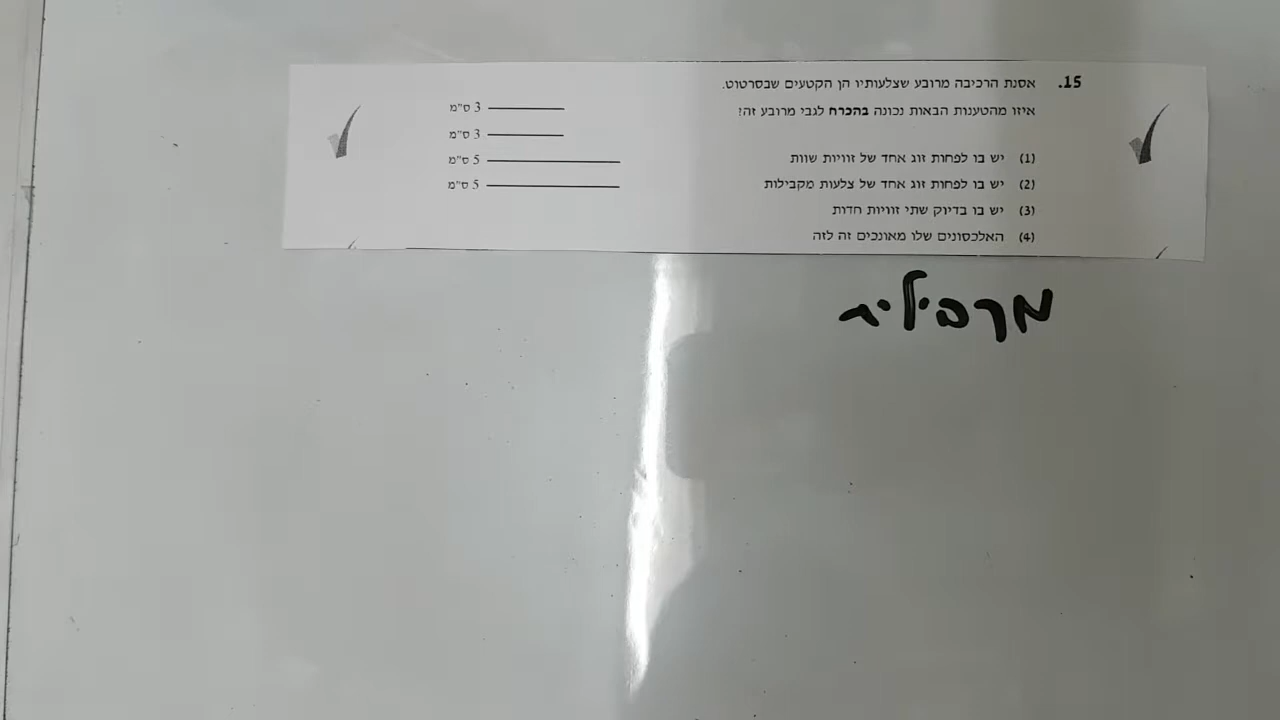 15. אסנת הרכיבה מרובע שצלעותיו הן הקטעים שבסרטוט.
איזו מהטענות הבאות נכונה בהכרח לגבי מרובע זה?
(1) יש בו לפחות זוג אחד של זוויות שוות
(2) יש בו לפחות זוג אחד של צלעות מקבילות
(3) יש בו בדיוק שתי זוויות חדות
(4) האלכסונים שלו מאונכים זה לזה
3 ס"מ
3 ס"מ
5 ס"מ
5 ס"מ